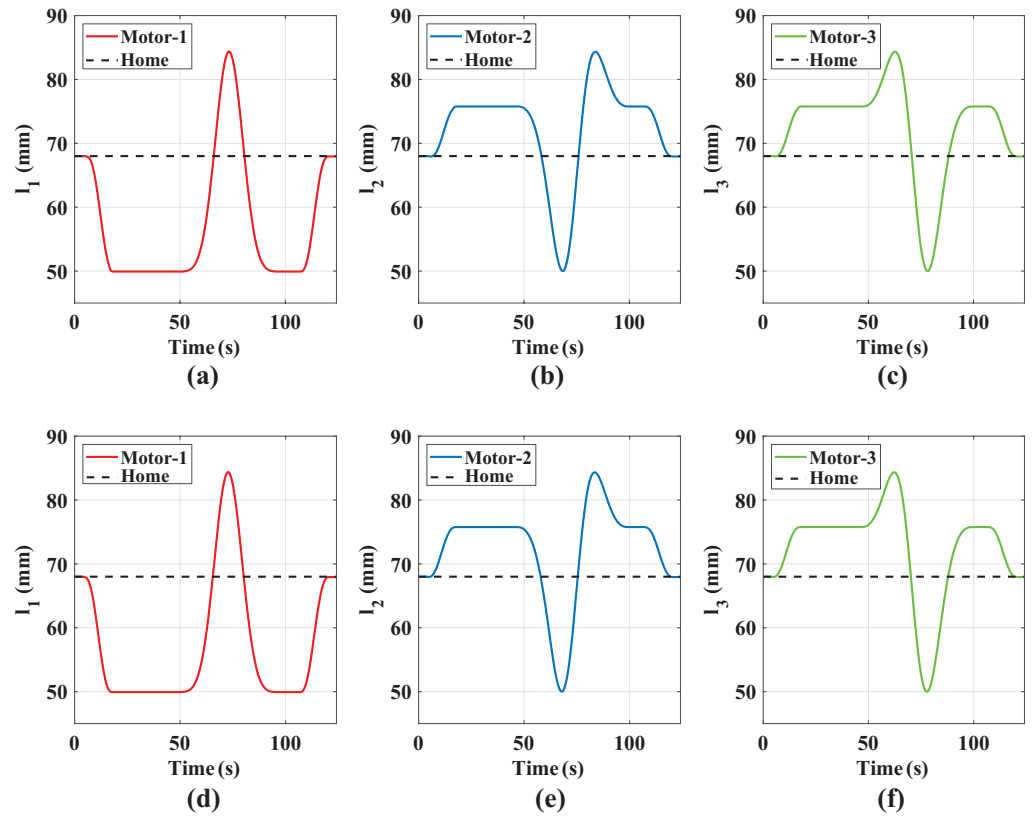 90
80
70
60
50
l1 (mm)
Motor-1
Home
0 50 100
Time (s)
(a)
90
80
70
60
50
l2 (mm)
Motor-2
Home
0 50 100
Time (s)
(b)
90
80
70
60
50
l3 (mm)
Motor-3
Home
0 50 100
Time (s)
(c)
90
80
70
60
50
l1 (mm)
Motor-1
Home
0 50 100
Time (s)
(d)
90
80
70
60
50
l2 (mm)
Motor-2
Home
0 50 100
Time (s)
(e)
90
80
70
60
50
l3 (mm)
Motor-3
Home
0 50 100
Time (s)
(f)